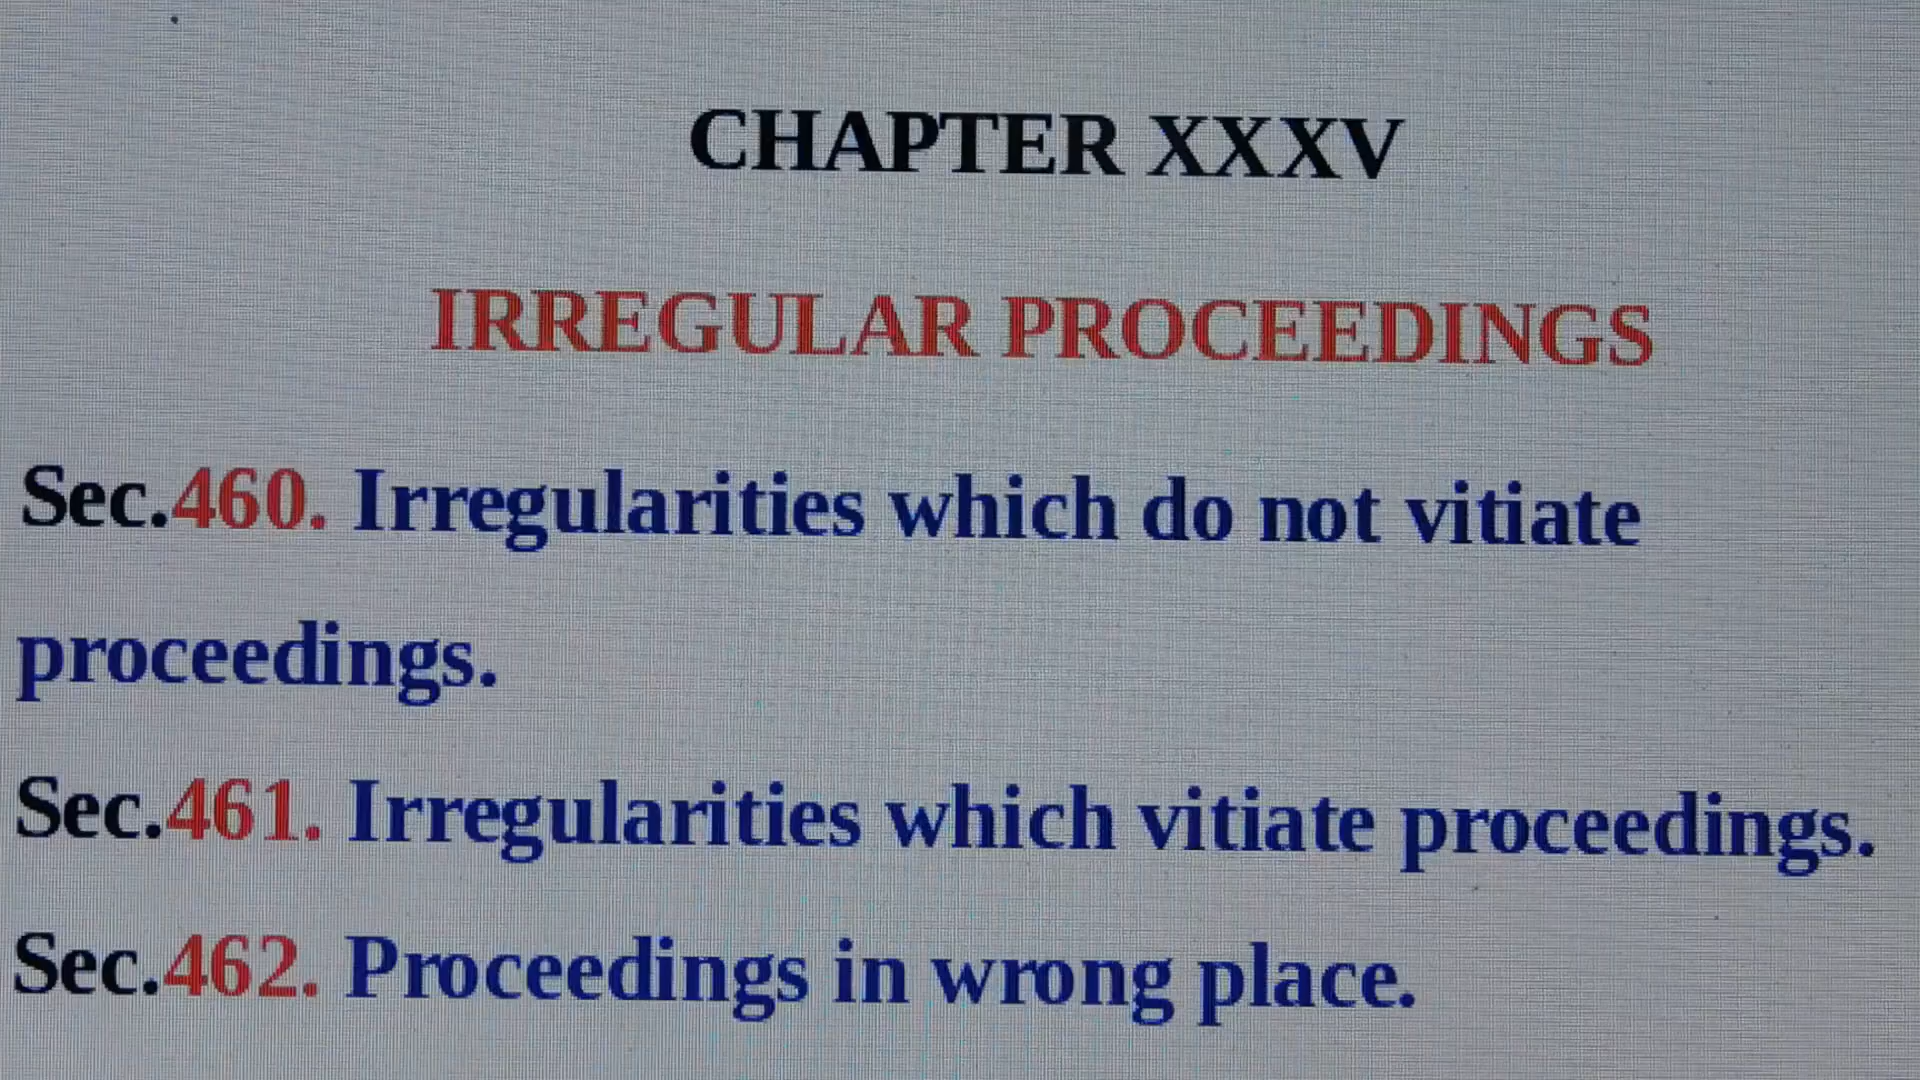 CHAPTER XXXV
IRREGULAR PROCEEDINGS
Sec.460. Irregularities which do not vitiate
proceedings.
Sec.461. Irregularities which vitiate proceedings.
Sec.462. Proceedings in wrong place.